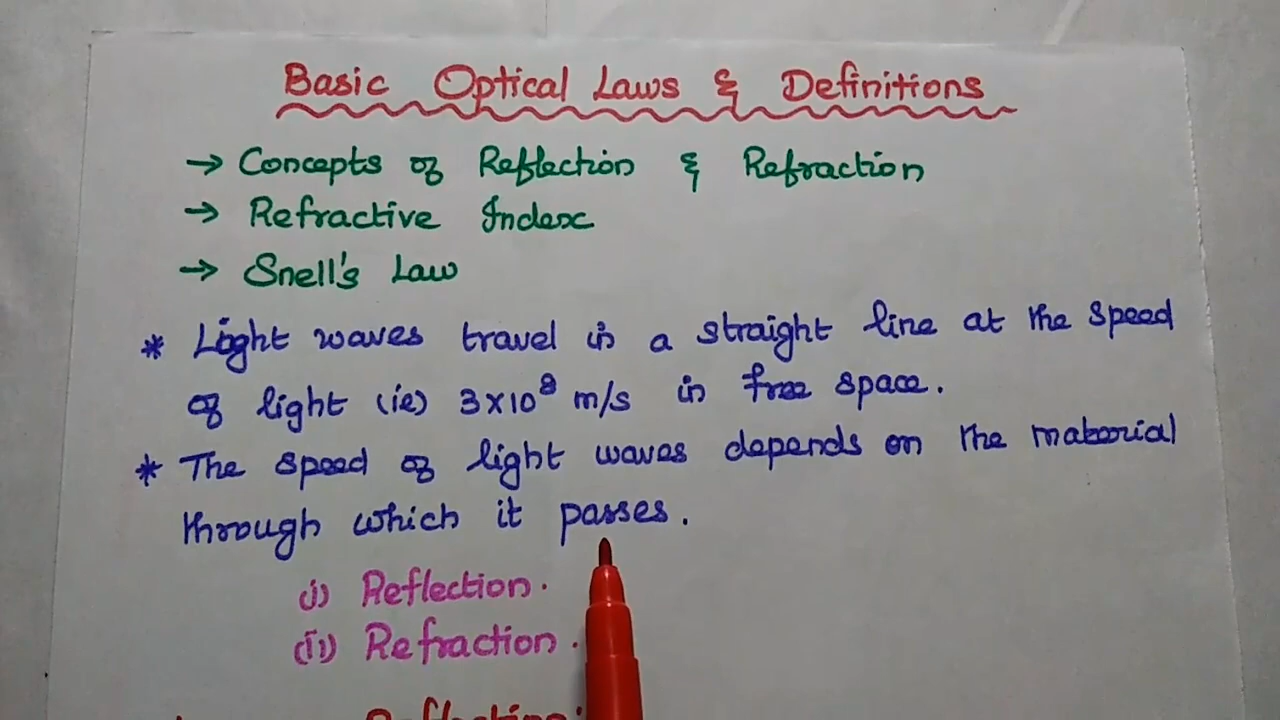 Basic Optical Laws & Definitions
→ Concepts of Reflection & Refraction
→ Refractive Index
→ Snell's Law
* Light waves travel in a straight line at the speed
of light (ie) 3x10⁸ m/s in free space.
* The speed of light waves depends on the material
through which it passes.
(i) Reflection.
(ii) Refraction.
Reflection: